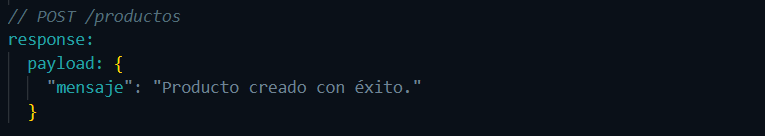 // POST /productos
response:
payload: {
"mensaje": "Producto creado con éxito."
}